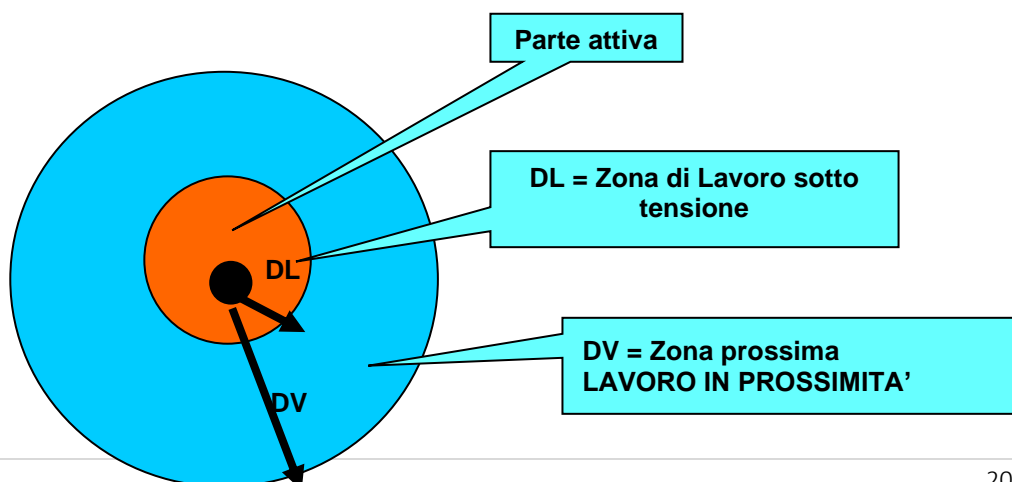 Parte attiva
DL = Zona di Lavoro sotto
tensione
DL
DV = Zona prossima
LAVORO IN PROSSIMITA’
DV
20